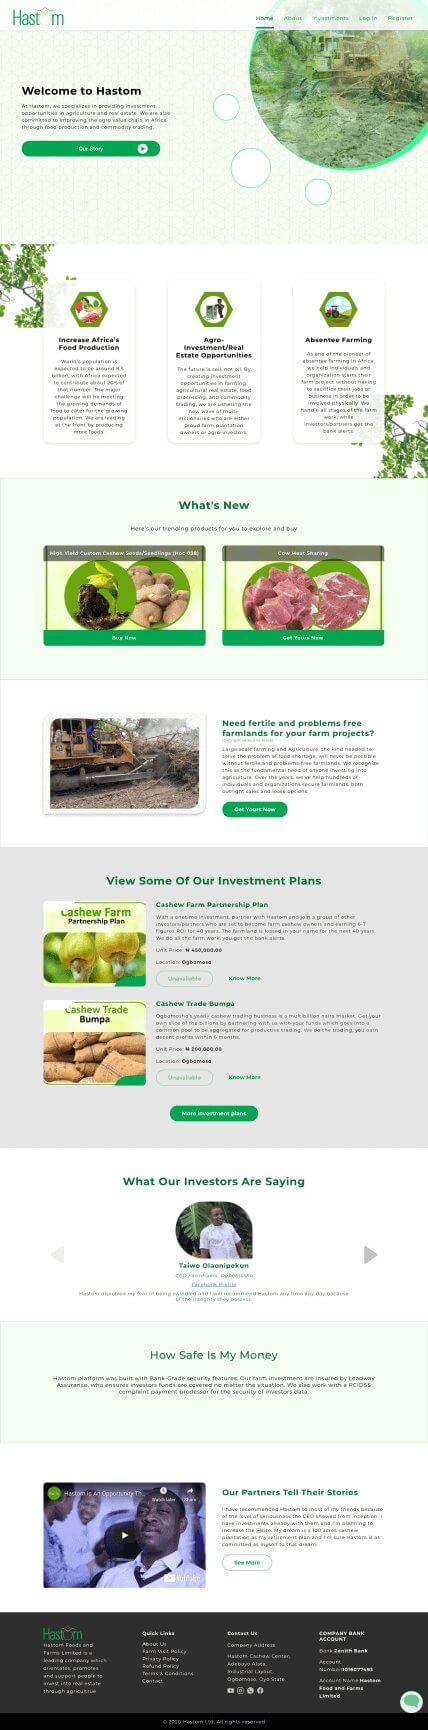 Hastom
Home About Investments Log In Register
Welcome to Hastom
At Hastom, we specializes in providing investment
opportunities in agriculture and real estate. We are also
committed to improving the agro value chain in Africa
through food production and commodity trading.
Our Story
Increase Africa's
Food Production
World's population is
expected to be around 8.5
billion, with Africa expected
to contribute about 20% of
that number. The major
challenge will be meeting
the growing demands of
food to cater for the growing
population. We are leading
at the front by producing
more foods.
Agro-
Investment/Real
Estate Opportunities
The future is soil, not oil. By
creating investment
opportunities in farming,
agricultural real estate, food
processing, and commodity
trading, we are ushering the
new wave of multi-
millionaires who are either
proud farm plantation
owners or agro-investors.
Absentee Farming
As one of the pioneer of
absentee farming in Africa,
we help individuals and
organization starts their
farm project without having
to sacrifice their jobs or
business in order to be
involved physically. We
handle all stages of the farm
work, while
investors/partners get the
bank alerts.
What's New
Here's our trending products for you to explore and buy
High Yield Custom Cashew Seeds/Seedlings (Hoc 038)
Buy Now
Cow Meat Sharing
Get Yours Now
Need fertile and problems free
farmlands for your farm projects?
(Outright sales and lease)
Large scale farming and Agriculture, the kind needed to
solve the problem of food shortage, will never be possible
without fertile and problems-free farmlands. We recognize
this as the fundamental need of anyone investing into
agriculture. Over the years, we've help hundreds of
individuals and organizations secure farmlands, both
outright sales and lease options
Get Yours Now
View Some Of Our Investment Plans
Cashew Farm
Partnership Plan
Cashew Farm Partnership Plan
With a onetime investment, partner with Hastom and join a group of other
investors/partners who are set to become farm cashew owners and earning 6-7
figures ROI for 40 years. The farmland is leased in your name for the next 40 years.
We do all the farm work, you get the bank alerts.
Unit Price: ₦ 450,000.00
Location: Ogbomoso
Unavailable Know More
Cashew Trade
Bumpa
Cashew Trade Bumpa
Ogbomosho's yearly cashew trading business is a multibillion naira market. Get your
own slice of the billions by partnering with us with your funds which goes into a
common pool to be aggregated for productive trading. We do the trading, you earn
decent profits within 6 months.
Unit Price: ₦ 200,000.00
Location: Ogbomoso
Unavailable Know More
More investment plans
What Our Investors Are Saying
Taiwo Olaonipekun
CEO FarmFixers, Ogbomosho
Facebook Profile
Hastom dissolved my fear of being swindled and I will recommend Hastom any time any day because
of the integrity they possess.
How Safe Is My Money
Hastom platform was built with Bank-Grade security features. Our farm investment are insured by Leadway
Assurance, who ensures investors funds are covered no matter the situation. We also work with a PCIDSS
complaint payment prodessor for the security of investors data.
Hastom Is An Opportunity Th...
Watch later Share
YouTube
Our Partners Tell Their Stories
I have recommended Hastom to most of my friends because
of the level of seriousness the CEO showed from inception. I
have investments already with them and I'm planning to
increase the size. My dream is a 100 acres cashew
plantation as my retirement plan and I'm sure Hastom is as
committed as myself to that dream.
See More
Hastom
Hastom Foods and
Farms Limited is a
leading company which
orientates, promotes
and support people to
invest into real estate
through agricultrue
Quick Links
About Us
Farm Visit Policy
Privacy Policy
Refund Policy
Terms & Conditions
Contact
Contact Us
Company Address
Hastom Cashew Center,
Adebayo Alata,
Industrial Layout,
Ogbomoso, Oyo State.
COMPANY BANK
ACCOUNT
Bank:Zenith Bank
Account
Number:1016077493
Account Name:Hastom
Food and Farms
Limited
© 2020 Hastom Ltd. All rights reserved